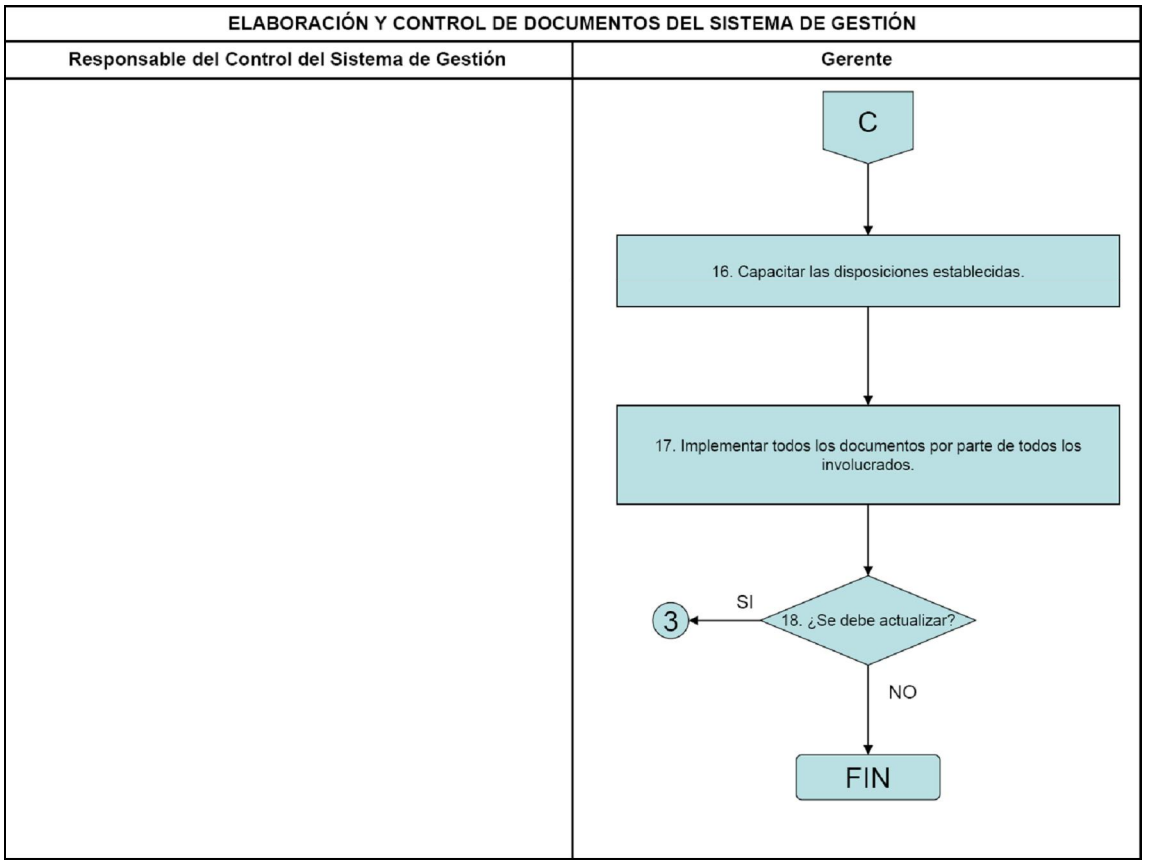 ELABORACIÓN Y CONTROL DE DOCUMENTOS DEL SISTEMA DE GESTIÓN
Responsable del Control del Sistema de Gestión
Gerente
C
16. Capacitar las disposiciones establecidas.
17. Implementar todos los documentos por parte de todos los
involucrados.
SI
3
18. ¿Se debe actualizar?
NO
FIN